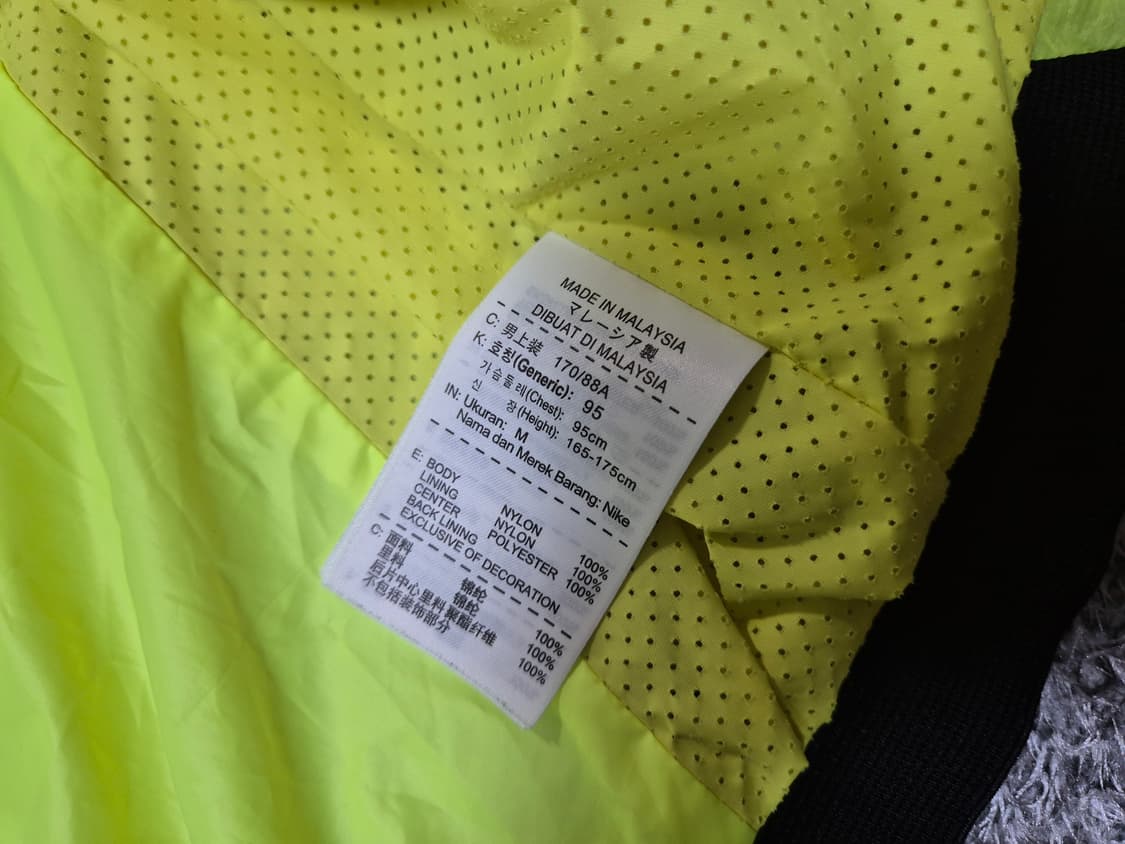 MADE IN MALAYSIA
マレーシア製
DIBUAT DI MALAYSIA
C: 男上装 170/88A
K: 호칭(Generic): 95
가슴둘레(Chest): 95cm
신 장(Height): 165-175cm
IN: Ukuran: M
Nama dan Merek Barang: Nike
E: BODY NYLON 100%
LINING NYLON 100%
CENTER
BACK LINING POLYESTER 100%
EXCLUSIVE OF DECORATION
C: 面料 锦纶 100%
里料 锦纶 100%
后片中心里料 聚酯纤维 100%
不包括装饰部分